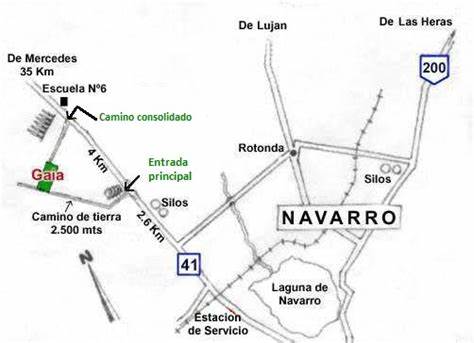 De Lujan
De Las Heras
De Mercedes
35 Km
200
Escuela Nº6
Camino consolidado
4 Km
Rotonda
Entrada
principal
Gaia
Silos
Silos
Camino de tierra
2.500 mts
2.6 Km
NAVARRO
41
Laguna de
Navarro
N
Estación
de Servicio